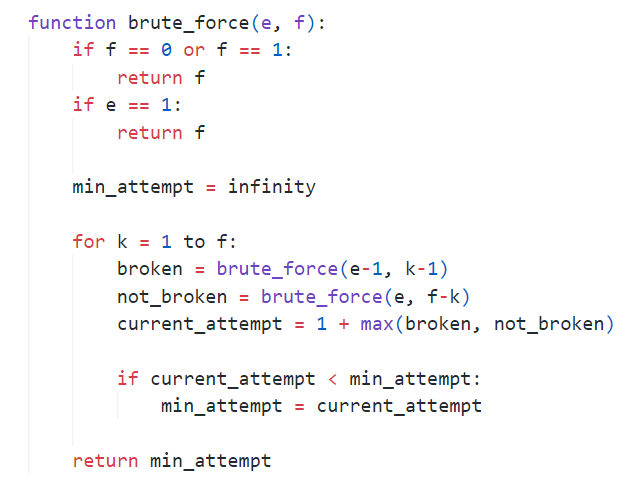 function brute_force(e, f):
    if f == 0 or f == 1:
        return f
    if e == 1:
        return f
    min_attempt = infinity
    for k = 1 to f:
        broken = brute_force(e-1, k-1)
        not_broken = brute_force(e, f-k)
        current_attempt = 1 + max(broken, not_broken)
        if current_attempt < min_attempt:
            min_attempt = current_attempt
    return min_attempt